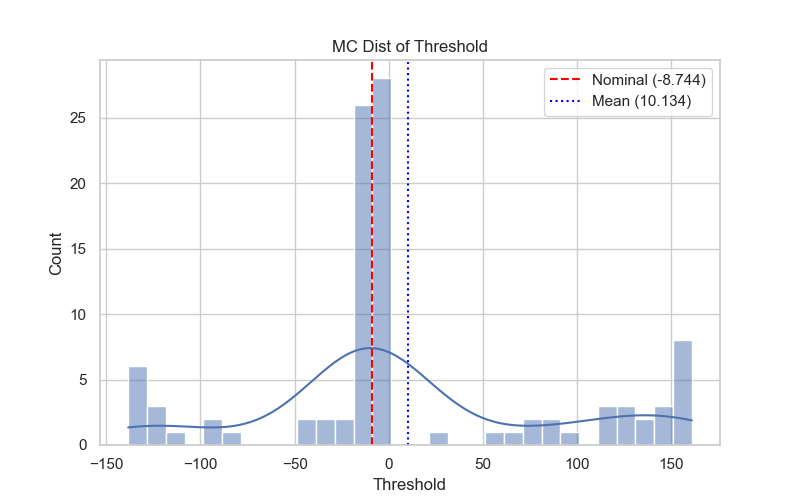 MC Dist of Threshold
Nominal (-8.744)
Mean (10.134)
Count
25
20
15
10
5
0
−150
−100
−50
0
50
100
150
Threshold